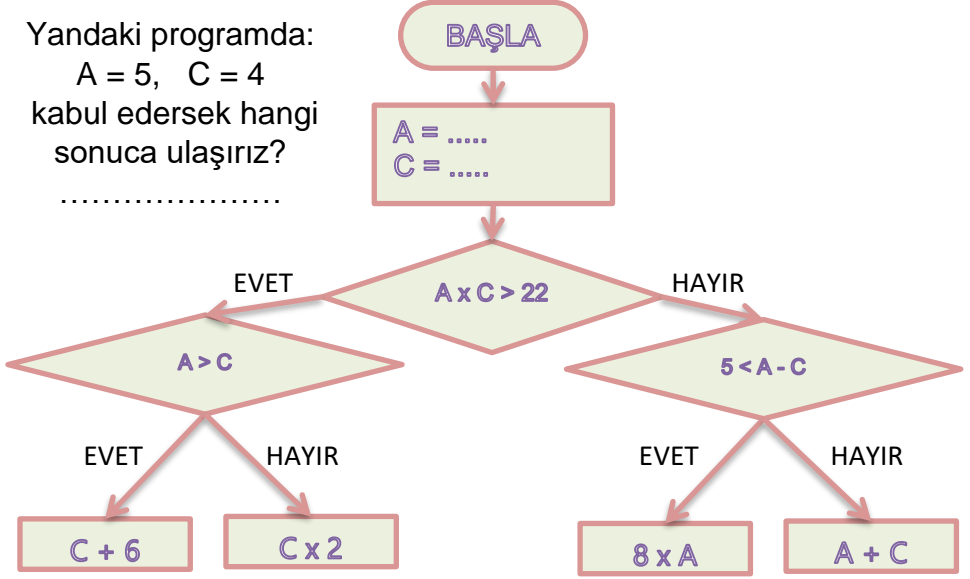 Yandaki programda:
A = 5,   C = 4
kabul edersek hangi
sonuca ulaşırız?
…………………
BAŞLA
A = .....
C = .....
EVET
A x C > 22
HAYIR
A > C
5 < A - C
EVET
HAYIR
EVET
HAYIR
C + 6
C x 2
8 x A
A + C